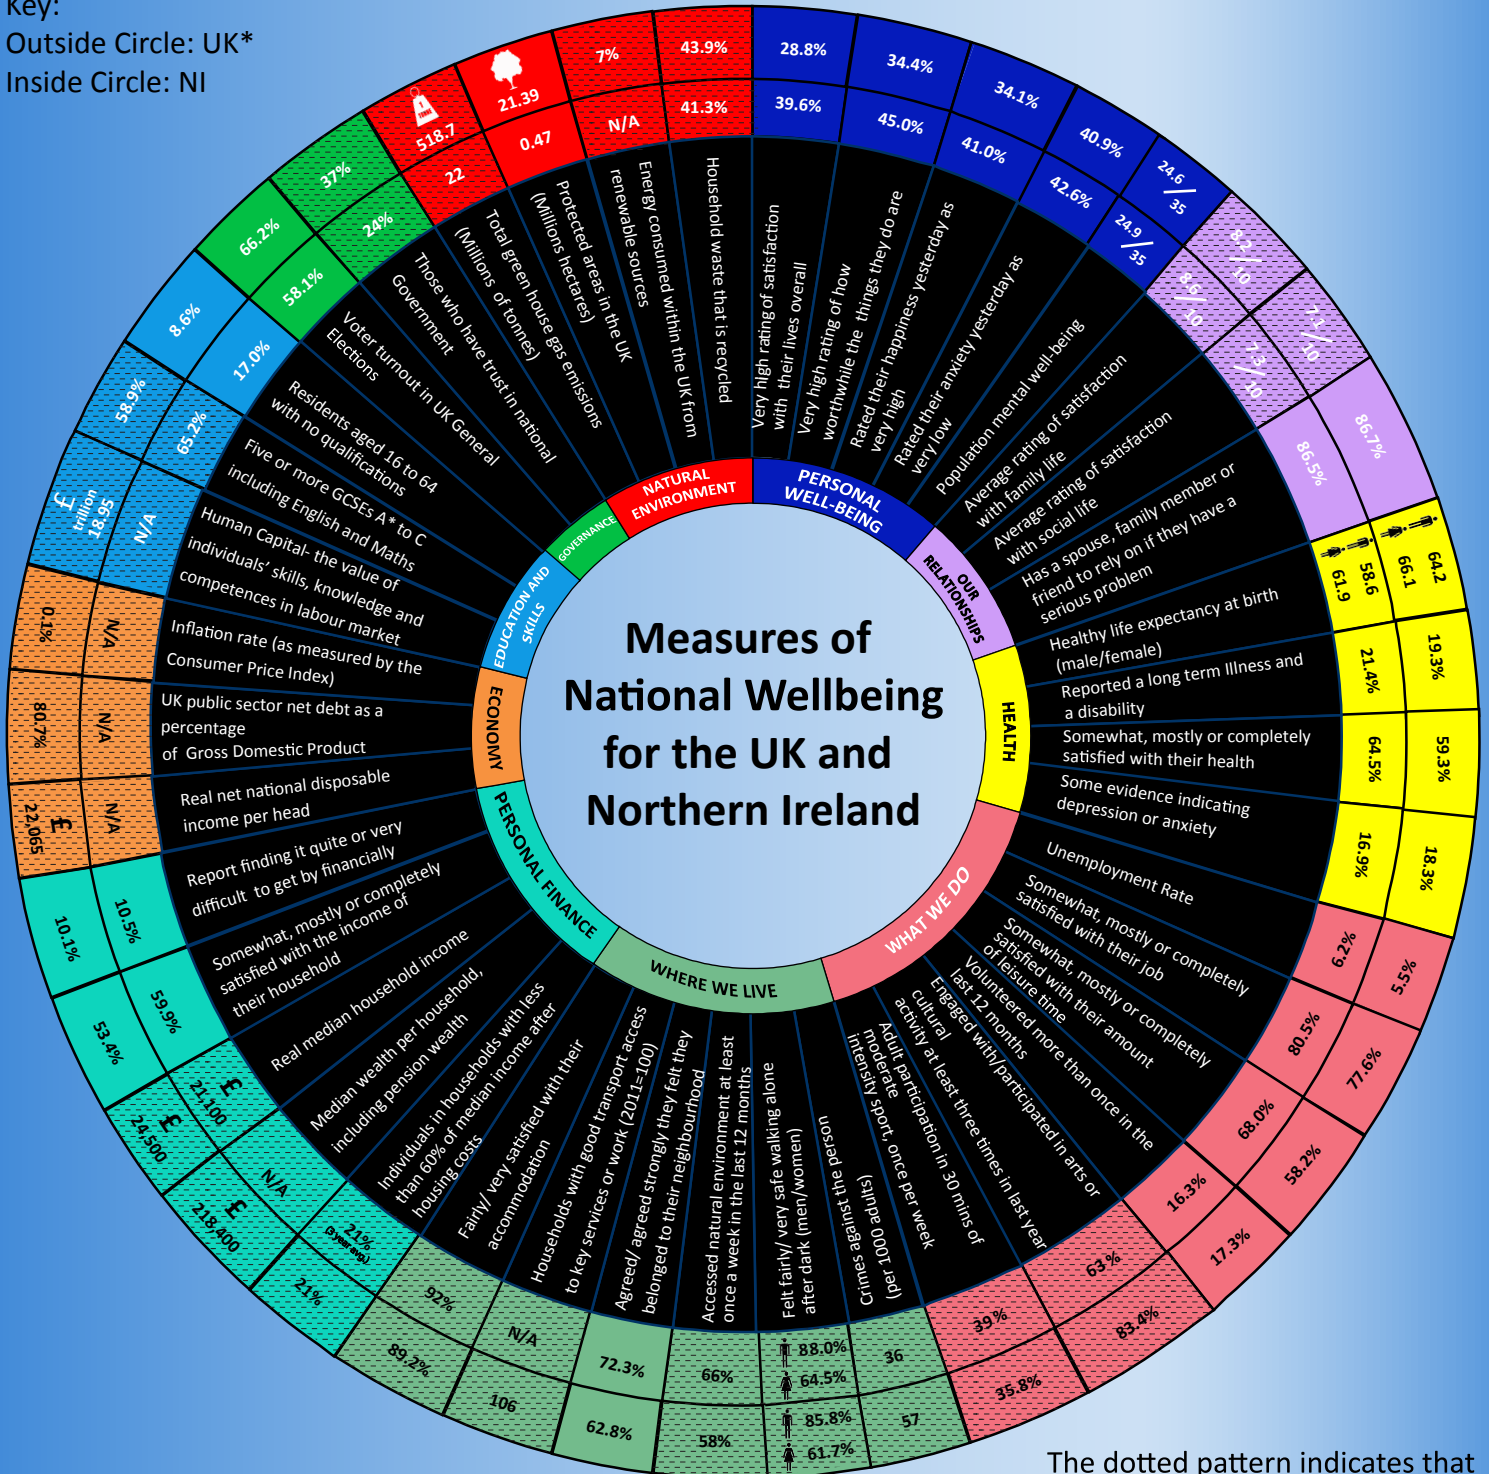 Key:
Outside Circle: UK*
Inside Circle: NI
Measures of
National Wellbeing
for the UK and
Northern Ireland
PERSONAL
WELL-BEING
Very high rating of satisfaction
with their lives overall
28.8%
39.6%
Very high rating of how
worthwhile the things they do are
34.4%
45.0%
Rated their happiness yesterday as
very high
34.1%
41.0%
Rated their anxiety yesterday as
very low
40.9%
42.6%
Population mental well-being
24.6
35
24.9
35
OUR
RELATIONSHIPS
Average rating of satisfaction
with family life
8.2
10
8.6
10
Average rating of satisfaction
with social life
7.1
10
7.3
10
Has a spouse, family member or
friend to rely on if they have a
serious problem
86.7%
86.5%
HEALTH
Healthy life expectancy at birth
(male/female)
64.2
66.1
58.6
61.9
Reported a long term Illness and
a disability
19.3%
21.4%
Somewhat, mostly or completely
satisfied with their health
59.3%
64.5%
Some evidence indicating
depression or anxiety
18.3%
16.9%
WHAT WE DO
Unemployment Rate
5.5%
6.2%
Somewhat, mostly or completely
satisfied with their job
77.6%
80.5%
Somewhat, mostly or completely
satisfied with their amount
of leisure time
58.2%
68.0%
Volunteered more than once in the
last 12 months
17.3%
16.3%
Engaged with/participated in arts or
cultural
activity at least three times in last year
83.4%
63%
Adult participation in 30 mins of
moderate
intensity sport, once per week
35.8%
39%
WHERE WE LIVE
Crimes against the person
(per 1000 adults)
57
36
Felt fairly/ very safe walking alone
after dark (men/women)
88.0%
64.5%
85.8%
61.7%
Accessed natural environment at least
once a week in the last 12 months
66%
58%
Agreed/ agreed strongly they felt they
belonged to their neighbourhood
72.3%
62.8%
Households with good transport access
to key services or work (2011=100)
N/A
106
Fairly/ very satisfied with their
accommodation
92%
89.2%
PERSONAL FINANCE
Individuals in households with less
than 60% of median income after
housing costs
21%
(3 year avg.)
21%
Median wealth per household,
including pension wealth
N/A
£
218,400
Real median household income
£
21,100
£
24,500
Somewhat, mostly or completely
satisfied with the income of
their household
59.9%
53.4%
Report finding it quite or very
difficult to get by financially
10.5%
10.1%
ECONOMY
Real net national disposable
income per head
N/A
£
22,065
UK public sector net debt as a
percentage
of Gross Domestic Product
N/A
80.7%
Inflation rate (as measured by the
Consumer Price Index)
N/A
0.1%
EDUCATION AND
SKILLS
Human Capital- the value of
individuals' skills, knowledge and
competences in labour market
N/A
£
trillion
18.95
Five or more GCSEs A* to C
including English and Maths
65.2%
58.9%
Residents aged 16 to 64
with no qualifications
17.0%
8.6%
GOVERNANCE
Voter turnout in UK General
Elections
58.1%
66.2%
Those who have trust in national
Government
24%
37%
NATURAL
ENVIRONMENT
Total green house gas emissions
(Millions of tonnes)
22
1
TONNE
518.7
Protected areas in the UK
(Millions hectares)
0.47
21.39
Energy consumed within the UK from
renewable sources
N/A
7%
Household waste that is recycled
41.3%
43.9%
The dotted pattern indicates that